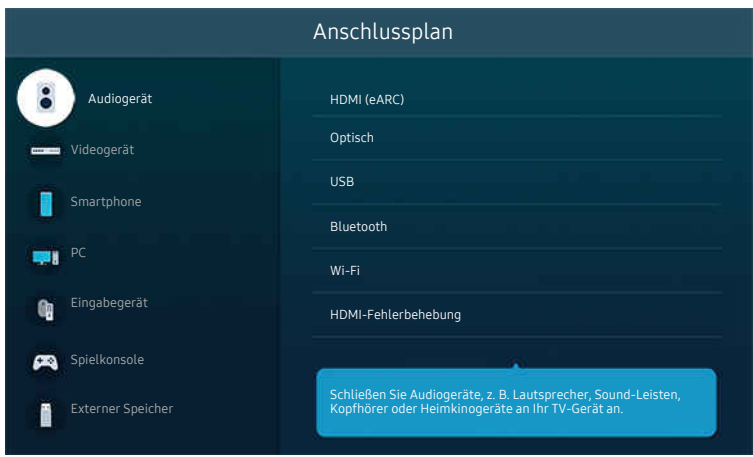 Anschlussplan
Audiogerät
Videogerät
Smartphone
PC
Eingabegerät
Spielkonsole
Externer Speicher
HDMI (eARC)
Optisch
USB
Bluetooth
Wi-Fi
HDMI-Fehlerbehebung
Schließen Sie Audiogeräte, z. B. Lautsprecher, Sound-Leisten,
Kopfhörer oder Heimkinogeräte an Ihr TV-Gerät an.